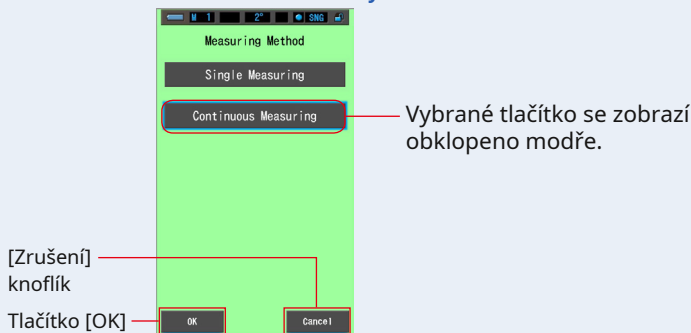 M 1 2° SNG
Measuring Method
Single Measuring
Continuous Measuring
Vybrané tlačítko se zobrazí
obklopeno modře.
[Zrušení]
knoflík
Tlačítko [OK]
OK
Cancel